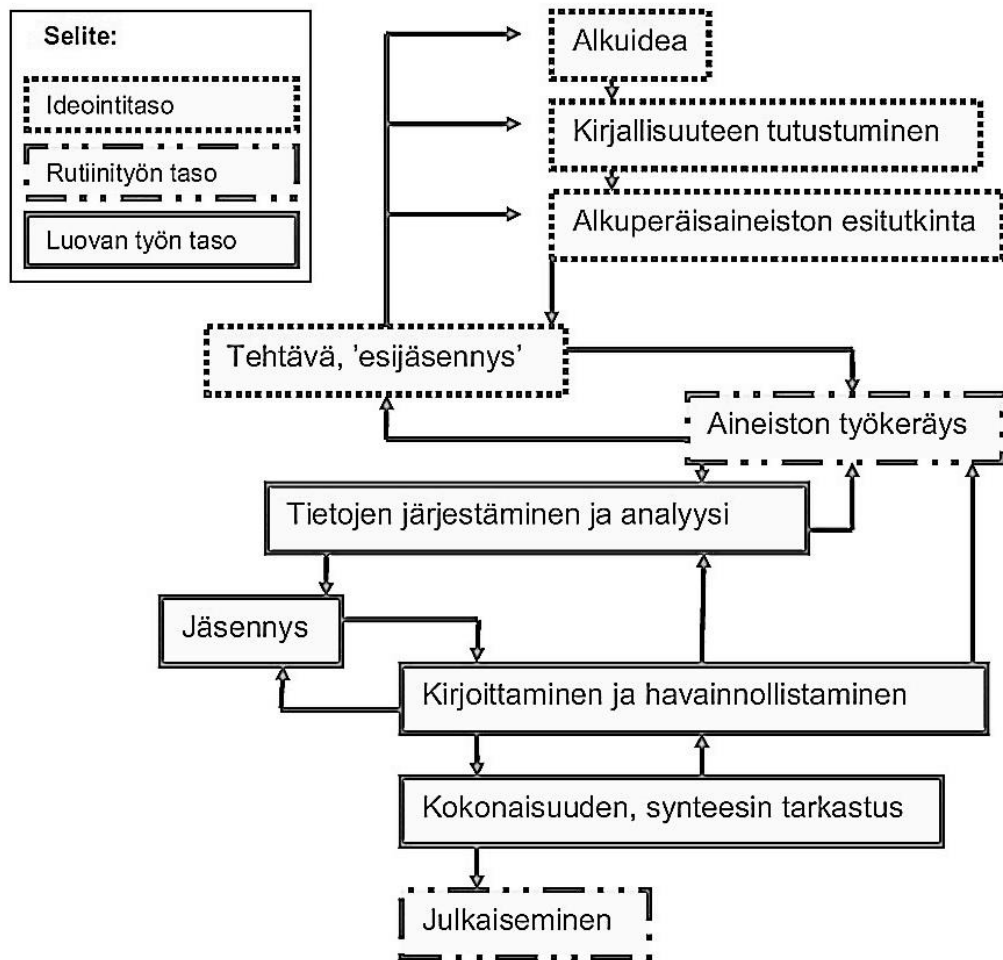 Selite:
Ideointitaso
Rutiinityön taso
Luovan työn taso
Alkuidea
Kirjallisuuteen tutustuminen
Alkuperäisaineiston esitutkinta
Tehtävä, ’esijäsennys’
Aineiston työkeräys
Tietojen järjestäminen ja analyysi
Jäsennys
Kirjoittaminen ja havainnollistaminen
Kokonaisuuden, synteesin tarkastus
Julkaiseminen